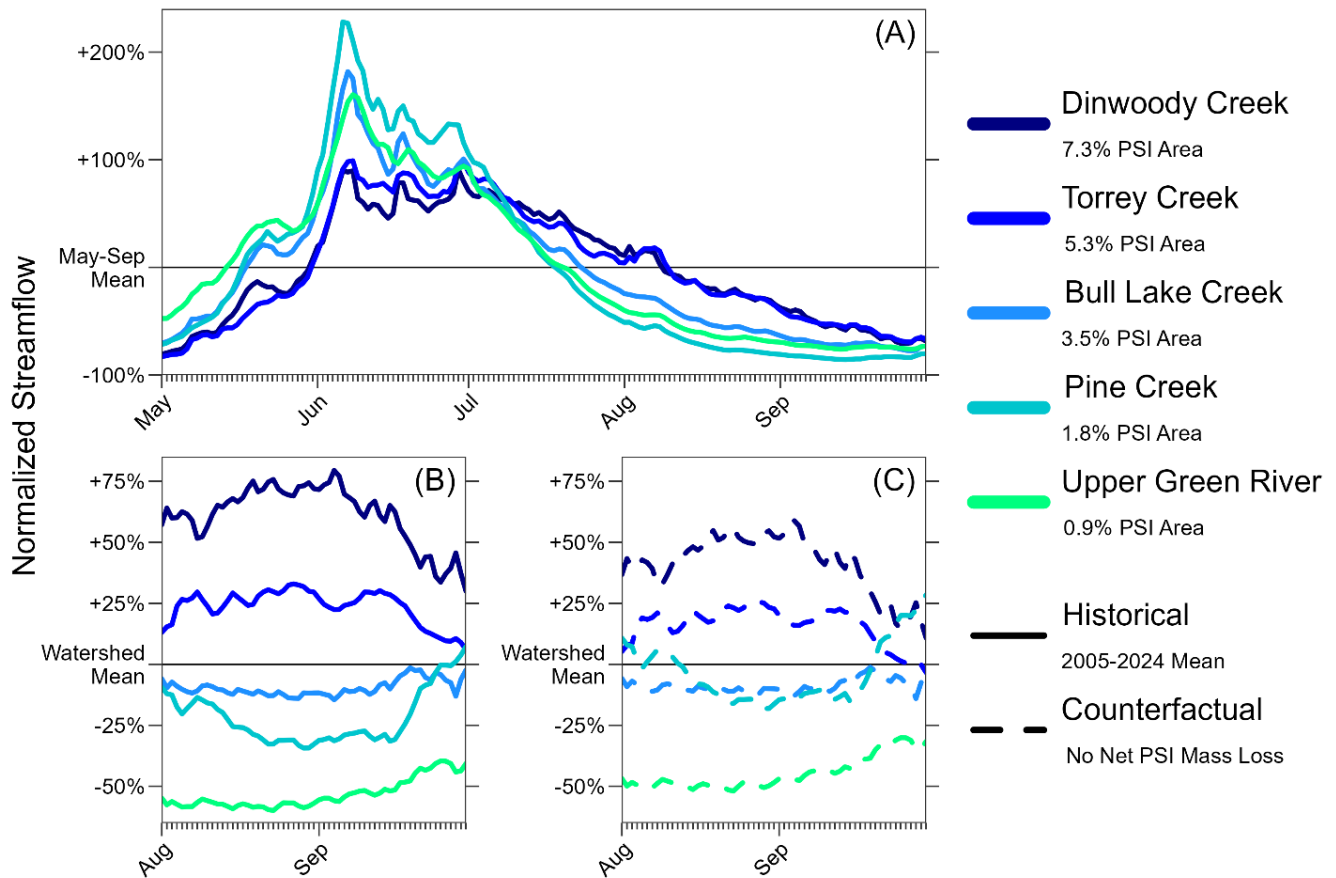 (A)
+200%
+100%
May-Sep
Mean
-100%
May
Jun
Jul
Aug
Sep
Normalized Streamflow
(B)
+75%
+50%
+25%
Watershed
Mean
-25%
-50%
Aug
Sep
(C)
+75%
+50%
+25%
Watershed
Mean
-25%
-50%
Aug
Sep
Dinwoody Creek
7.3% PSI Area
Torrey Creek
5.3% PSI Area
Bull Lake Creek
3.5% PSI Area
Pine Creek
1.8% PSI Area
Upper Green River
0.9% PSI Area
Historical
2005-2024 Mean
Counterfactual
No Net PSI Mass Loss